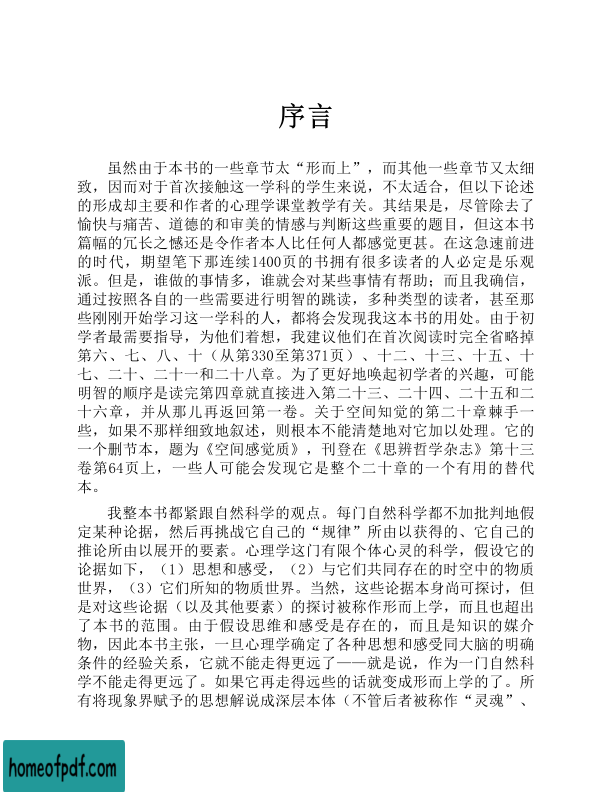 序言
虽然由于本书的一些章节太“形而上”，而其他一些章节又太细
致，因而对于首次接触这一学科的学生来说，不太适合，但以下论述
的形成却主要和作者的心理学课堂教学有关。其结果是，尽管除去了
愉快与痛苦、道德的和审美的情感与判断这些重要的题目，但这本书
篇幅的冗长之憾还是令作者本人比任何人都感觉更甚。在这急速前进
的时代，期望笔下那连续1400页的书拥有很多读者的人必定是乐观
派。但是，谁做的事情多，谁就会对某些事情有帮助；而且我确信，
通过按照各自的一些需要进行明智的跳读，多种类型的读者，甚至那
些刚刚开始学习这一学科的人，都将会发现我这本书的用处。由于初
学者最需要指导，为他们着想，我建议他们在首次阅读时完全省略掉
第六、七、八、十（从第330至第371页）、十二、十三、十五、十
七、二十、二十一和二十八章。为了更好地唤起初学者的兴趣，可能
明智的顺序是读完第四章就直接进入第二十三、二十四、二十五和二
十六章，并从那儿再返回第一卷。关于空间知觉的第二十章棘手一
些，如果不那样细致地叙述，则根本不能清楚地对它加以处理。它的
一个删节本，题为《空间感觉质》，刊登在《思辨哲学杂志》第十三
卷第64页上，一些人可能会发现它是整个二十章的一个有用的替代
本。
我整本书都紧跟自然科学的观点。每门自然科学都不加批判地假
定某种论据，然后再挑战它自己的“规律”所由以获得的、它自己的
推论所由以展开的要素。心理学这门有限个体心灵的科学，假设它的
论据如下，（1）思想和感受，（2）与它们共同存在的时空中的物质
世界，（3）它们所知的物质世界。当然，这些论据本身尚可探讨，但
是对这些论据（以及其他要素）的探讨被称作形而上学，而且也超出
了本书的范围。由于假设思维和感受是存在的，而且是知识的媒介
物，因此本书主张，一旦心理学确定了各种思想和感受同大脑的明确
条件的经验关系，它就不能走得更远了——就是说，作为一门自然科
学不能走得更远了。如果它再走得远些的话就变成形而上学的了。所
有将现象界赋予的思想解说成深层本体（不管后者被称作“灵魂”、
homeofpdf.com